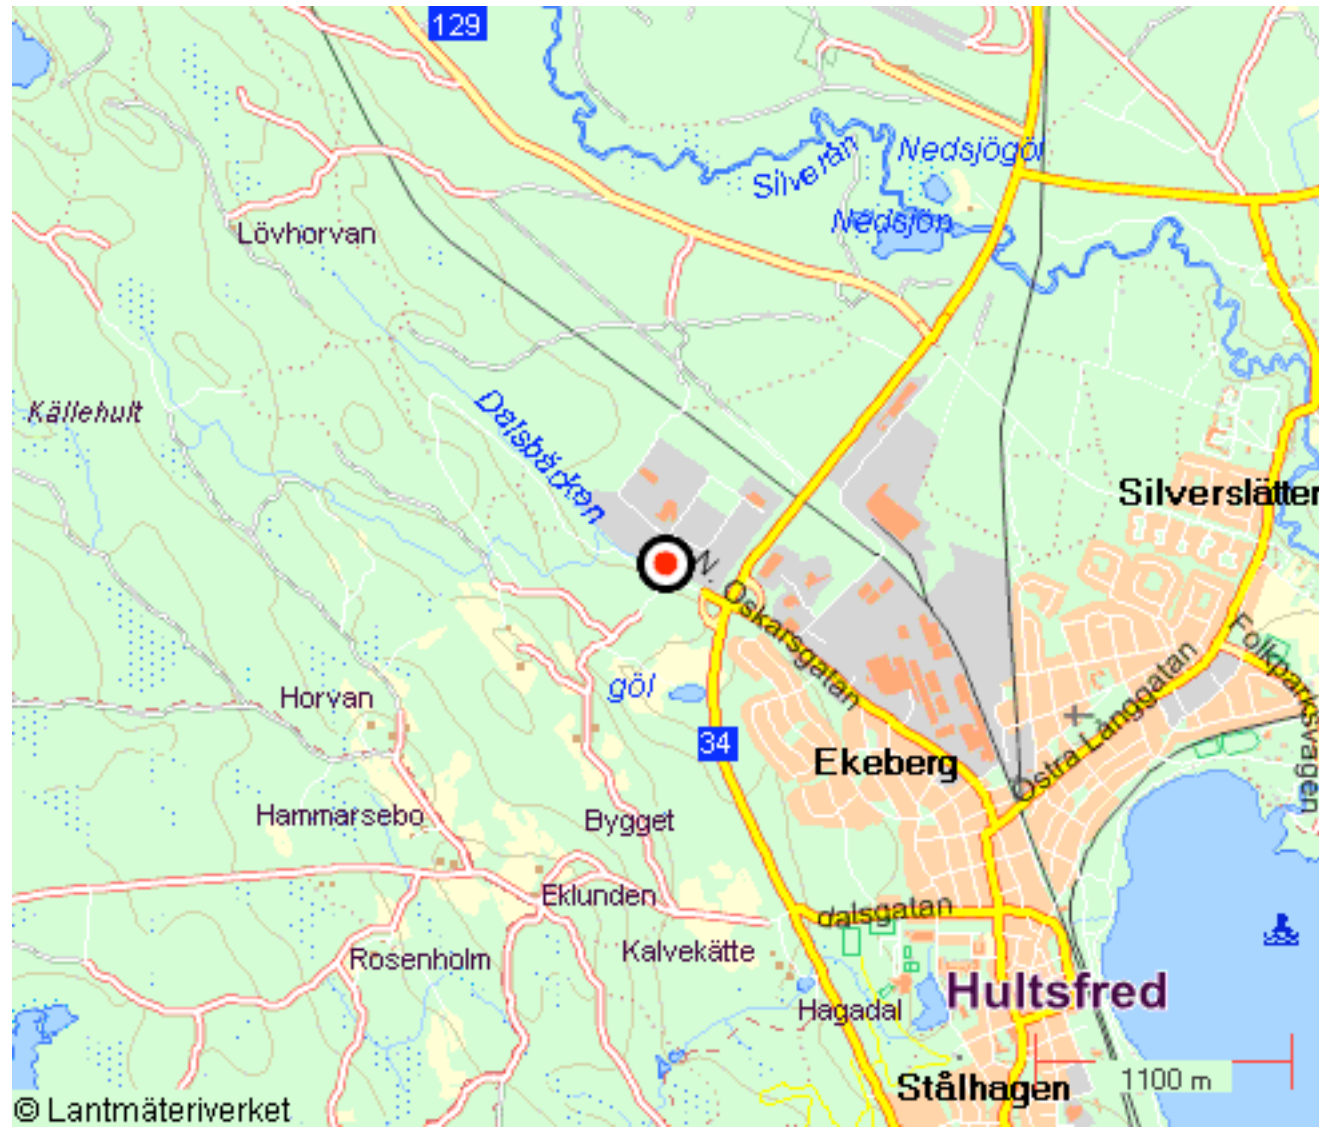 129
Nedsjögöl
Silverån
Nedsjön
Lövhorvan
Källehult
Dalsbäcken
Silverslätten
N. Oskarsgatan
Folkparksvägen
göl
Horvan
Östra Långgatan
34
Ekeberg
Hammarsebo
Bygget
Eklunden
dalsgatan
Kalvekätte
Rosenholm
Hultsfred
Hagadal
1100 m
Stålhagen
© Lantmäteriverket